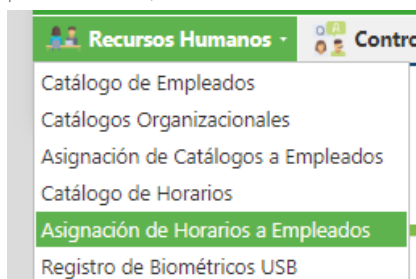 Recursos Humanos
Catálogo de Empleados
Catálogos Organizacionales
Asignación de Catálogos a Empleados
Catálogo de Horarios
Asignación de Horarios a Empleados
Registro de Biométricos USB